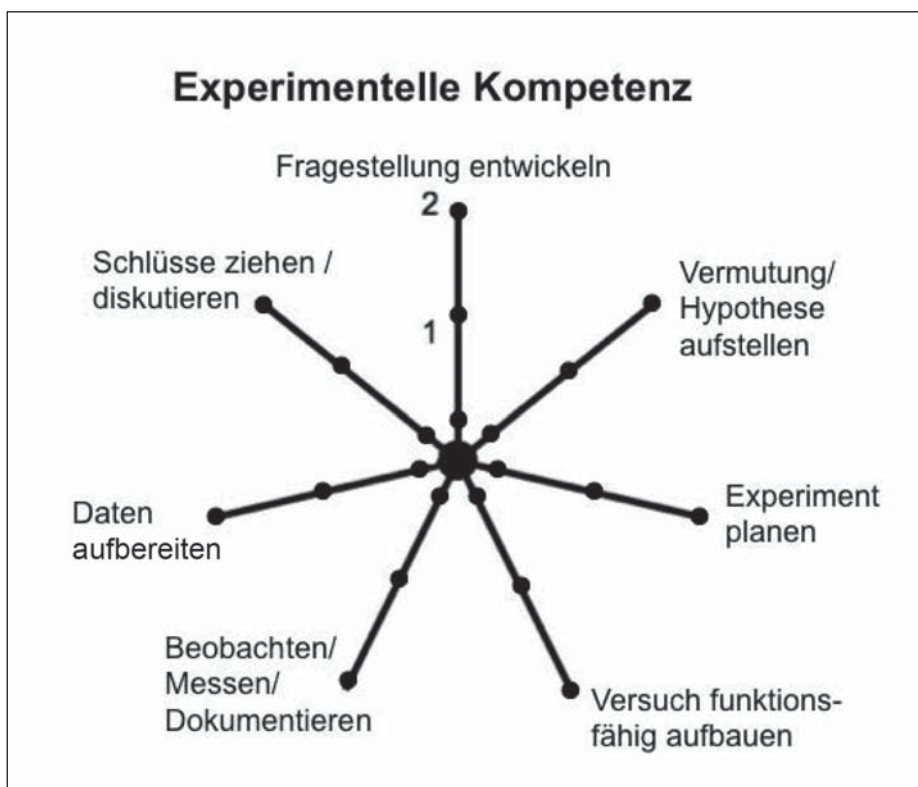 Experimentelle Kompetenz
Fragestellung entwickeln
2
1
Vermutung/
Hypothese
aufstellen
Experiment
planen
Versuch funktions-
fähig aufbauen
Beobachten/
Messen/
Dokumentieren
Daten
aufbereiten
Schlüsse ziehen /
diskutieren